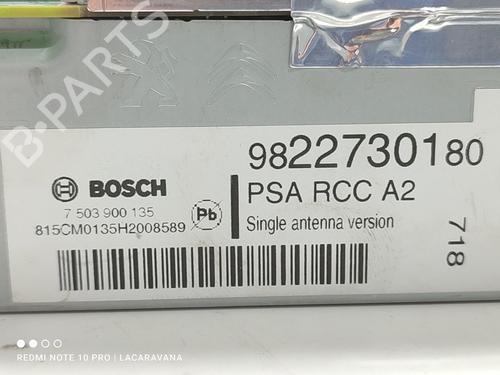 B-PARTS
BOSCH
7 503 900 135
815CM0135H2008589
Pb
9822730180
PSA RCC A2
Single antenna version
718
REDMI NOTE 10 PRO | LACARAVANA